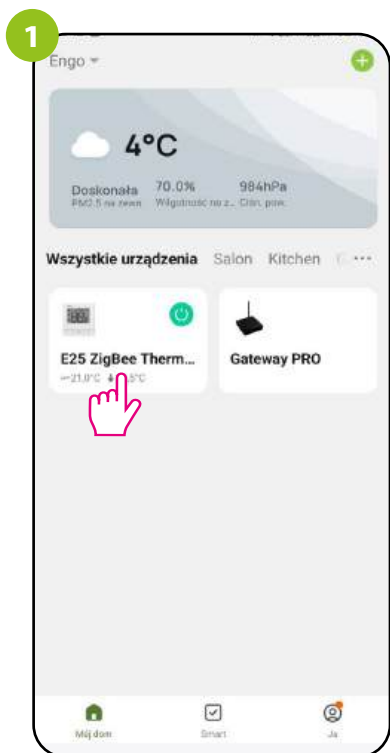 1
Engo
4°C
Doskonała 70.0% 984hPa
PM2.5 na zewn Wilgotność na z... Ciśn. pow.
Wszystkie urządzenia Salon Kitchen ...
E25 ZigBee Therm... Gateway PRO
21,0°C 5°C
Mój dom Smart Ja